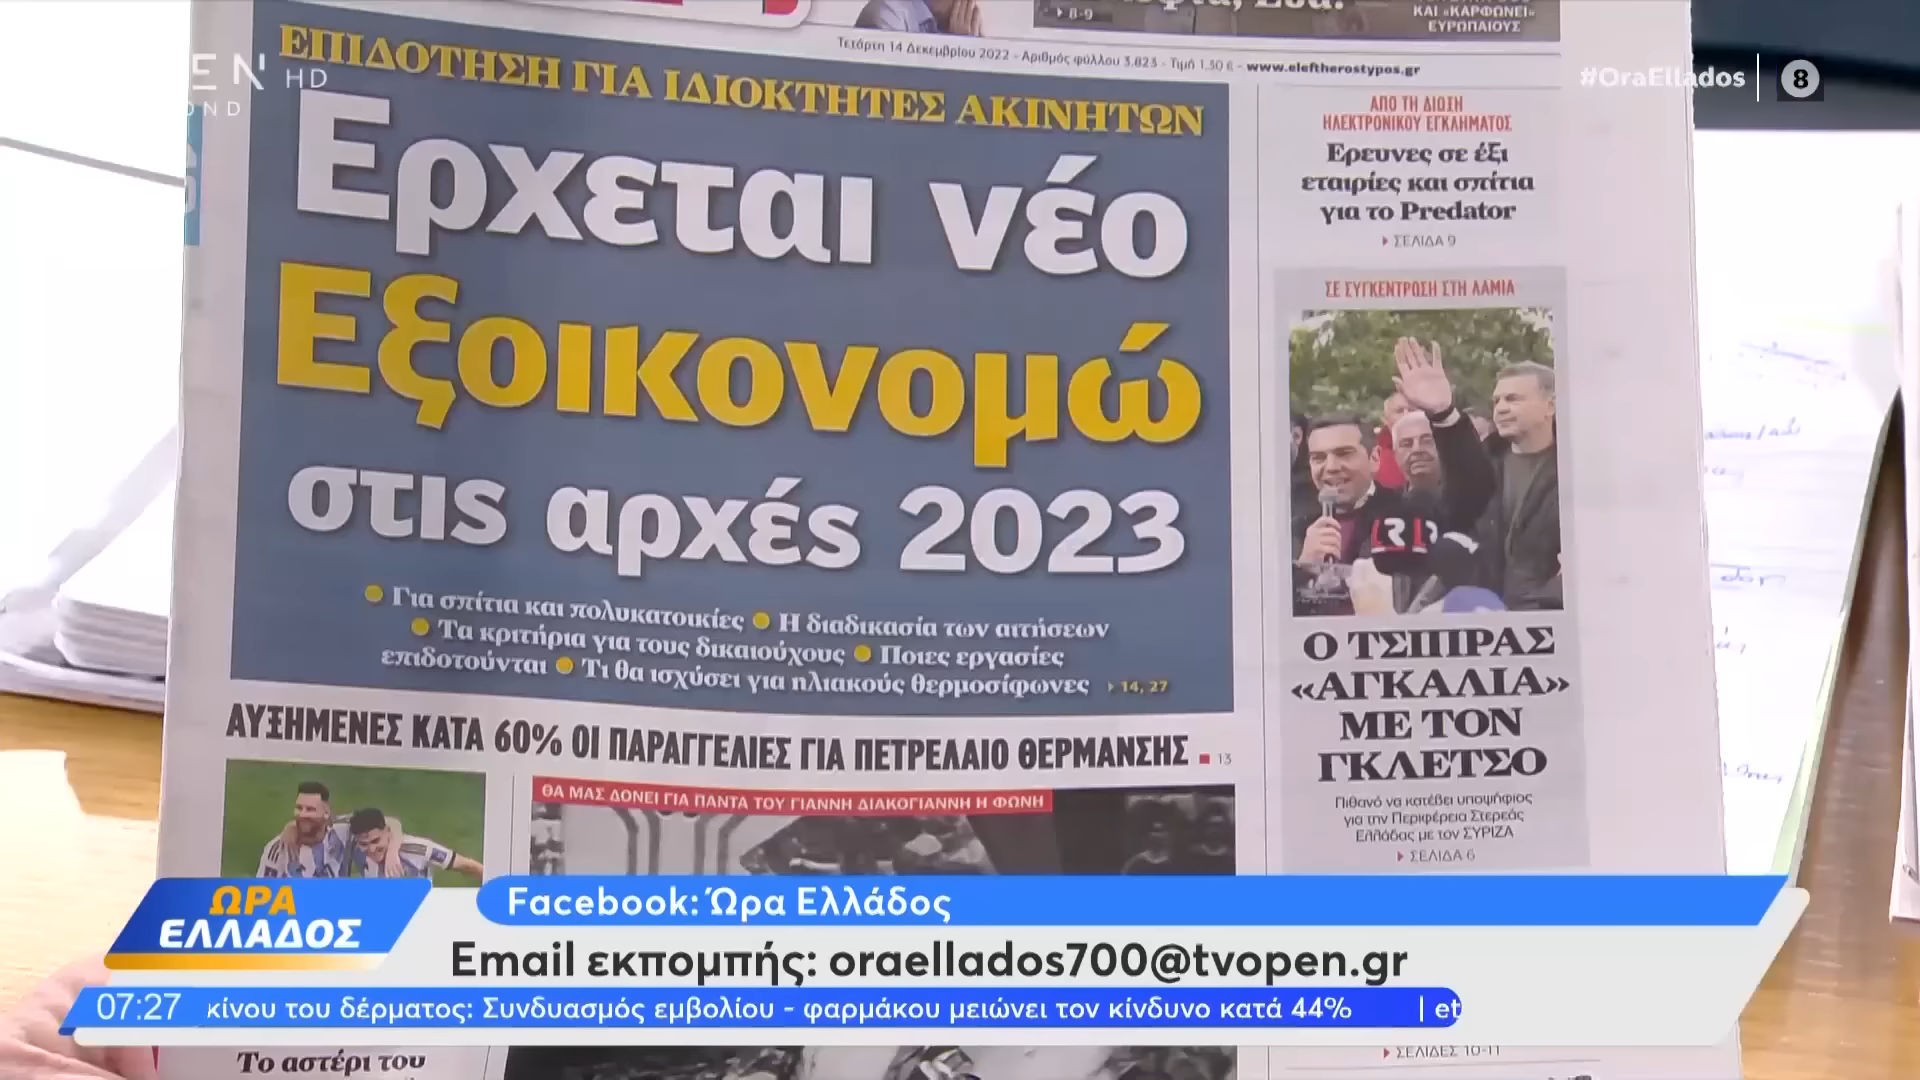 8-9
ΚΑΙ «ΚΑΡΦΩΝΕΙ»
ΕΥΡΩΠΑΙΟΥΣ
Τετάρτη 14 Δεκεμβρίου 2022 - Αριθμός φύλλου 3.823 - Τιμή 1,30 € - www.eleftherostypos.gr
HD
#OraEllados
8
ΕΠΙΔΟΤΗΣΗ ΓΙΑ ΙΔΙΟΚΤΗΤΕΣ ΑΚΙΝΗΤΩΝ
Ερχεται νέο
Εξοικονομώ
στις αρχές 2023
Για σπίτια και πολυκατοικίες • Η διαδικασία των αιτήσεων
• Τα κριτήρια για τους δικαιούχους • Ποιες εργασίες
επιδοτούνται • Τι θα ισχύσει για ηλιακούς θερμοσίφωνες 14, 27
ΑΥΞΗΜΕΝΕΣ ΚΑΤΑ 60% ΟΙ ΠΑΡΑΓΓΕΛΙΕΣ ΓΙΑ ΠΕΤΡΕΛΑΙΟ ΘΕΡΜΑΝΣΗΣ 13
ΘΑ ΜΑΣ ΔΟΝΕΙ ΓΙΑ ΠΑΝΤΑ ΤΟΥ ΓΙΑΝΝΗ ΔΙΑΚΟΓΙΑΝΝΗ Η ΦΩΝΗ
ΑΠΟ ΤΗ ΔΙΩΞΗ
ΗΛΕΚΤΡΟΝΙΚΟΥ ΕΓΚΛΗΜΑΤΟΣ
Ερευνες σε έξι
εταιρίες και σπίτια
για το Predator
ΣΕΛΙΔΑ 9
ΣΕ ΣΥΓΚΕΝΤΡΩΣΗ ΣΤΗ ΛΑΜΙΑ
Ο ΤΣΙΠΡΑΣ
«ΑΓΚΑΛΙΑ»
ΜΕ ΤΟΝ
ΓΚΛΕΤΣΟ
Πιθανό να κατέβει υποψήφιος
για την Περιφέρεια Στερεάς
Ελλάδας με τον ΣΥΡΙΖΑ
ΣΕΛΙΔΑ 6
ΩΡΑ
ΕΛΛΑΔΟΣ
Facebook: Ώρα Ελλάδος
Email εκπομπής: oraellados700@tvopen.gr
07:27 κίνου του δέρματος: Συνδυασμός εμβολίου - φαρμάκου μειώνει τον κίνδυνο κατά 44% | et
Το αστέρι του
ΣΕΛΙΔΕΣ 10-11